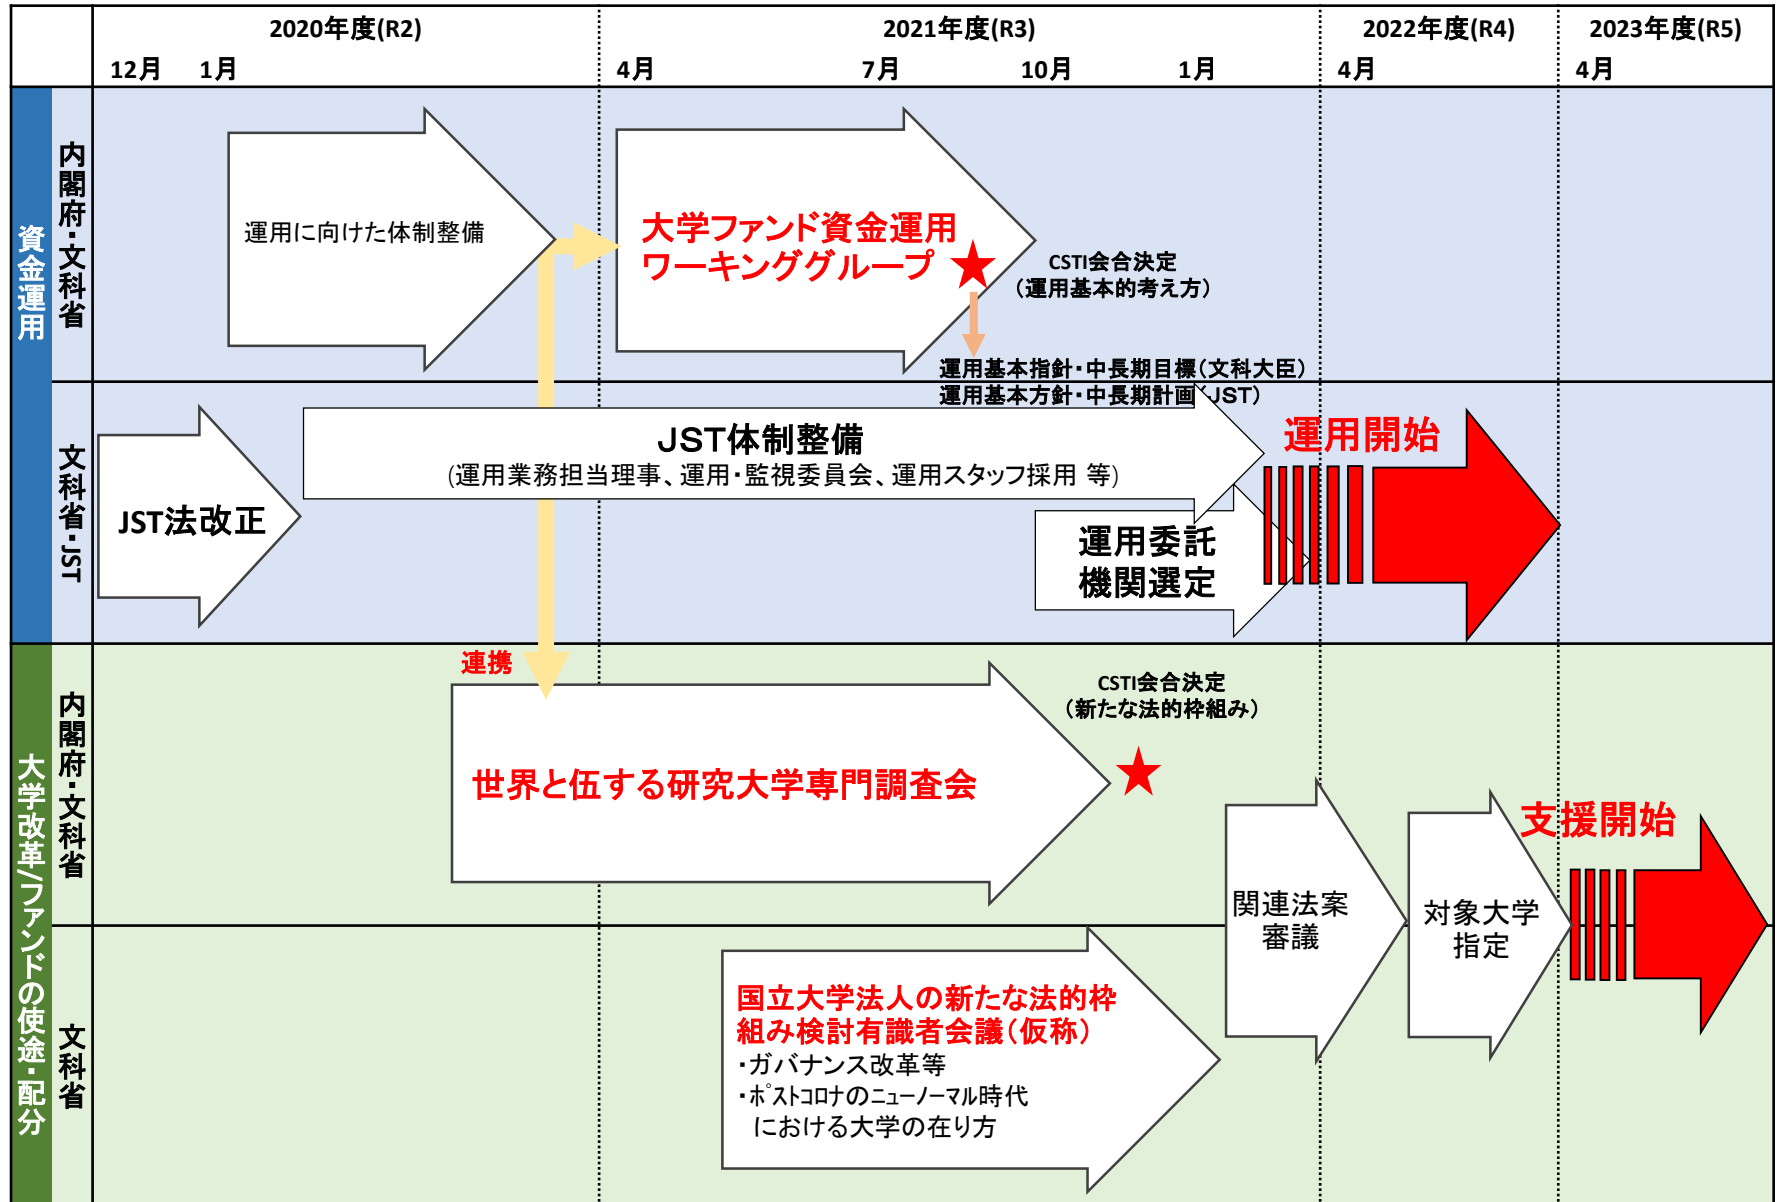 2020年度(R2)
2021年度(R3)
2022年度(R4)
2023年度(R5)
12月
1月
4月
7月
10月
1月
4月
4月
資金運用
内閣府・文科省
運用に向けた体制整備
大学ファンド資金運用
ワーキンググループ
CSTI会合決定
（運用基本的考え方）
運用基本指針・中長期目標（文科大臣）
運用基本方針・中長期計画（JST）
文科省・JST
JST法改正
JST体制整備
(運用業務担当理事、運用・監視委員会、運用スタッフ採用 等)
運用委託
機関選定
運用開始
大学改革/ファンドの使途・配分
内閣府・文科省
連携
世界と伍する研究大学専門調査会
CSTI会合決定
（新たな法的枠組み）
関連法案
審議
対象大学
指定
支援開始
文科省
国立大学法人の新たな法的枠
組み検討有識者会議（仮称）
・ガバナンス改革等
・ポストコロナのニューノーマル時代
における大学の在り方